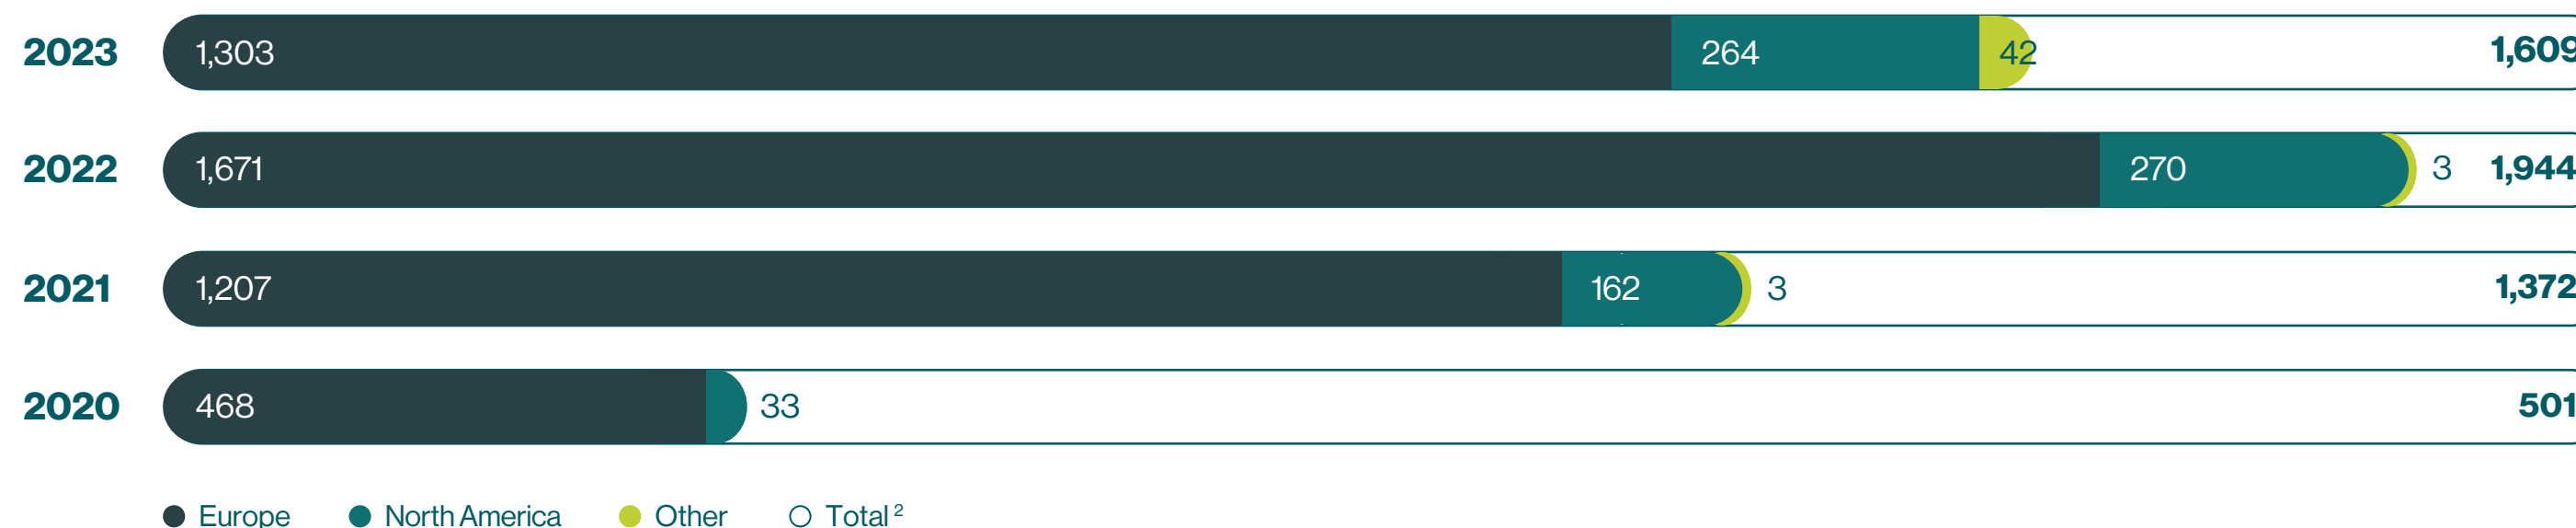 2023 1,303 264 42 1,609
2022 1,671 270 3 1,944
2021 1,207 162 3 1,372
2020 468 33 501
Europe North America Other Total 2